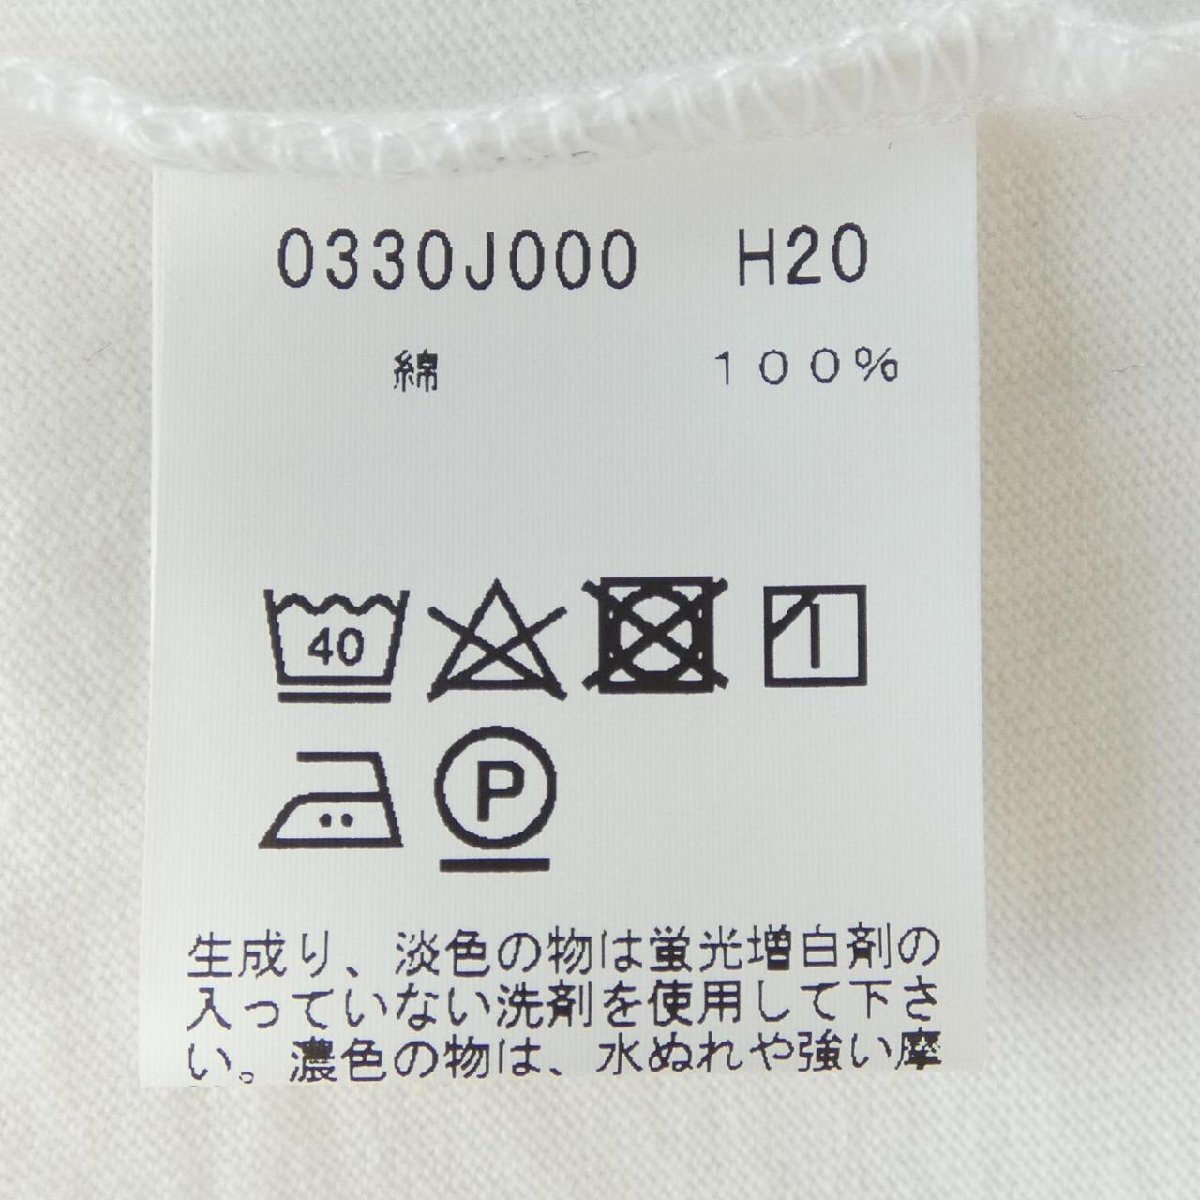 0330J000 H20
綿 100%
40
P
生成り、淡色の物は蛍光増白剤の
入っていない洗剤を使用して下さ
い。濃色の物は、水ぬれや強い摩